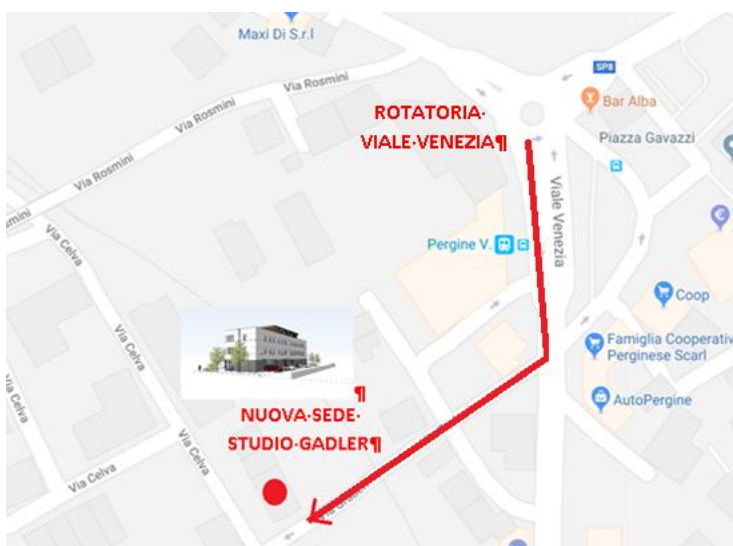 Maxi Di S.r.l
SP8
Via Rosmini
Via Rosmini
Via Rosmini
ROTATORIA·
VIALE·VENEZIA¶
Bar Alba
Piazza Gavazzi
smini
Via Celva
Viale Venezia
Pergine V.
Coop
Via Celva
Famiglia Cooperativ
Perginese Scarl
Via Celva
¶
NUOVA·SEDE·
STUDIO·GADLER¶
AutoPergine
Via Celva
Via Celva